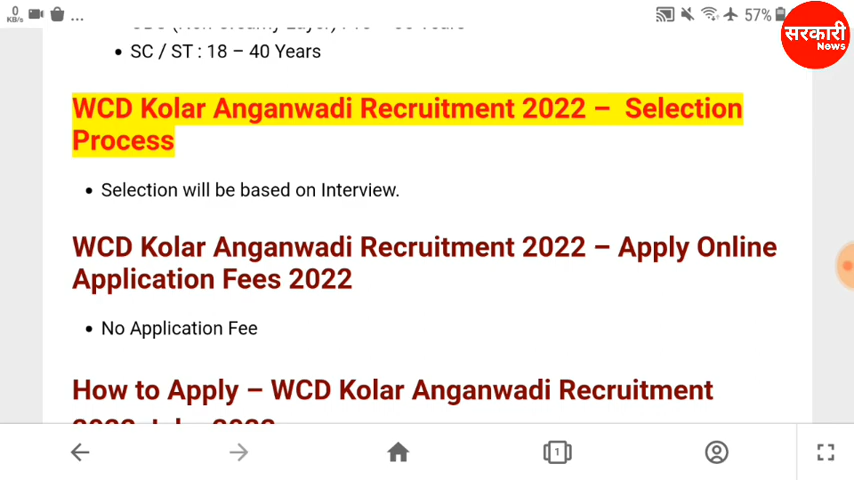 0
KB/s
...
57%
सरकारी
News
• SC / ST : 18 – 40 Years
WCD Kolar Anganwadi Recruitment 2022 – Selection
Process
• Selection will be based on Interview.
WCD Kolar Anganwadi Recruitment 2022 – Apply Online
Application Fees 2022
• No Application Fee
How to Apply – WCD Kolar Anganwadi Recruitment
1